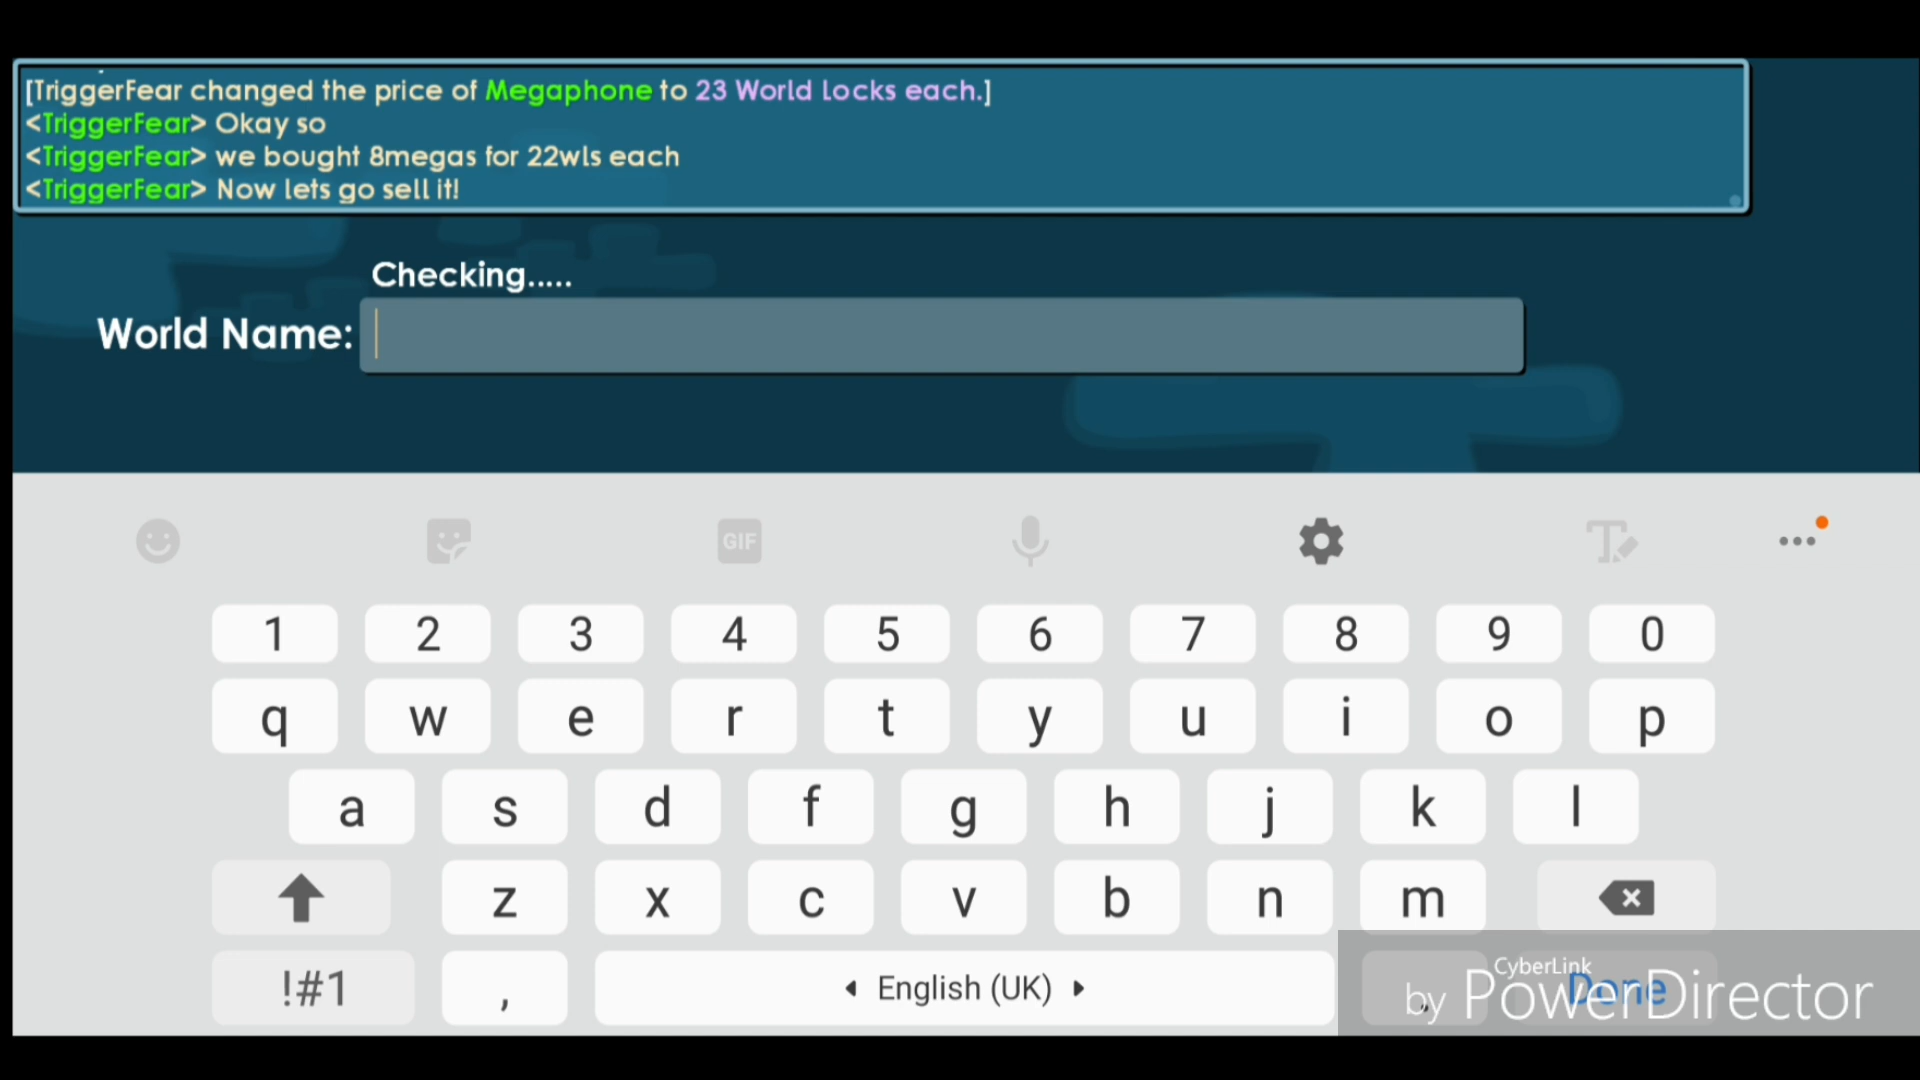 [TriggerFear changed the price of Megaphone to 23 World Locks each.]
<TriggerFear> Okay so
<TriggerFear> we bought 8megas for 22wls each
<TriggerFear> Now lets go sell it!
Checking.....
World Name:
GIF
1 2 3 4 5 6 7 8 9 0
q w e r t y u i o p
a s d f g h j k l
z x c v b n m
!#1 , English (UK) . Done
CyberLink
by PowerDirector